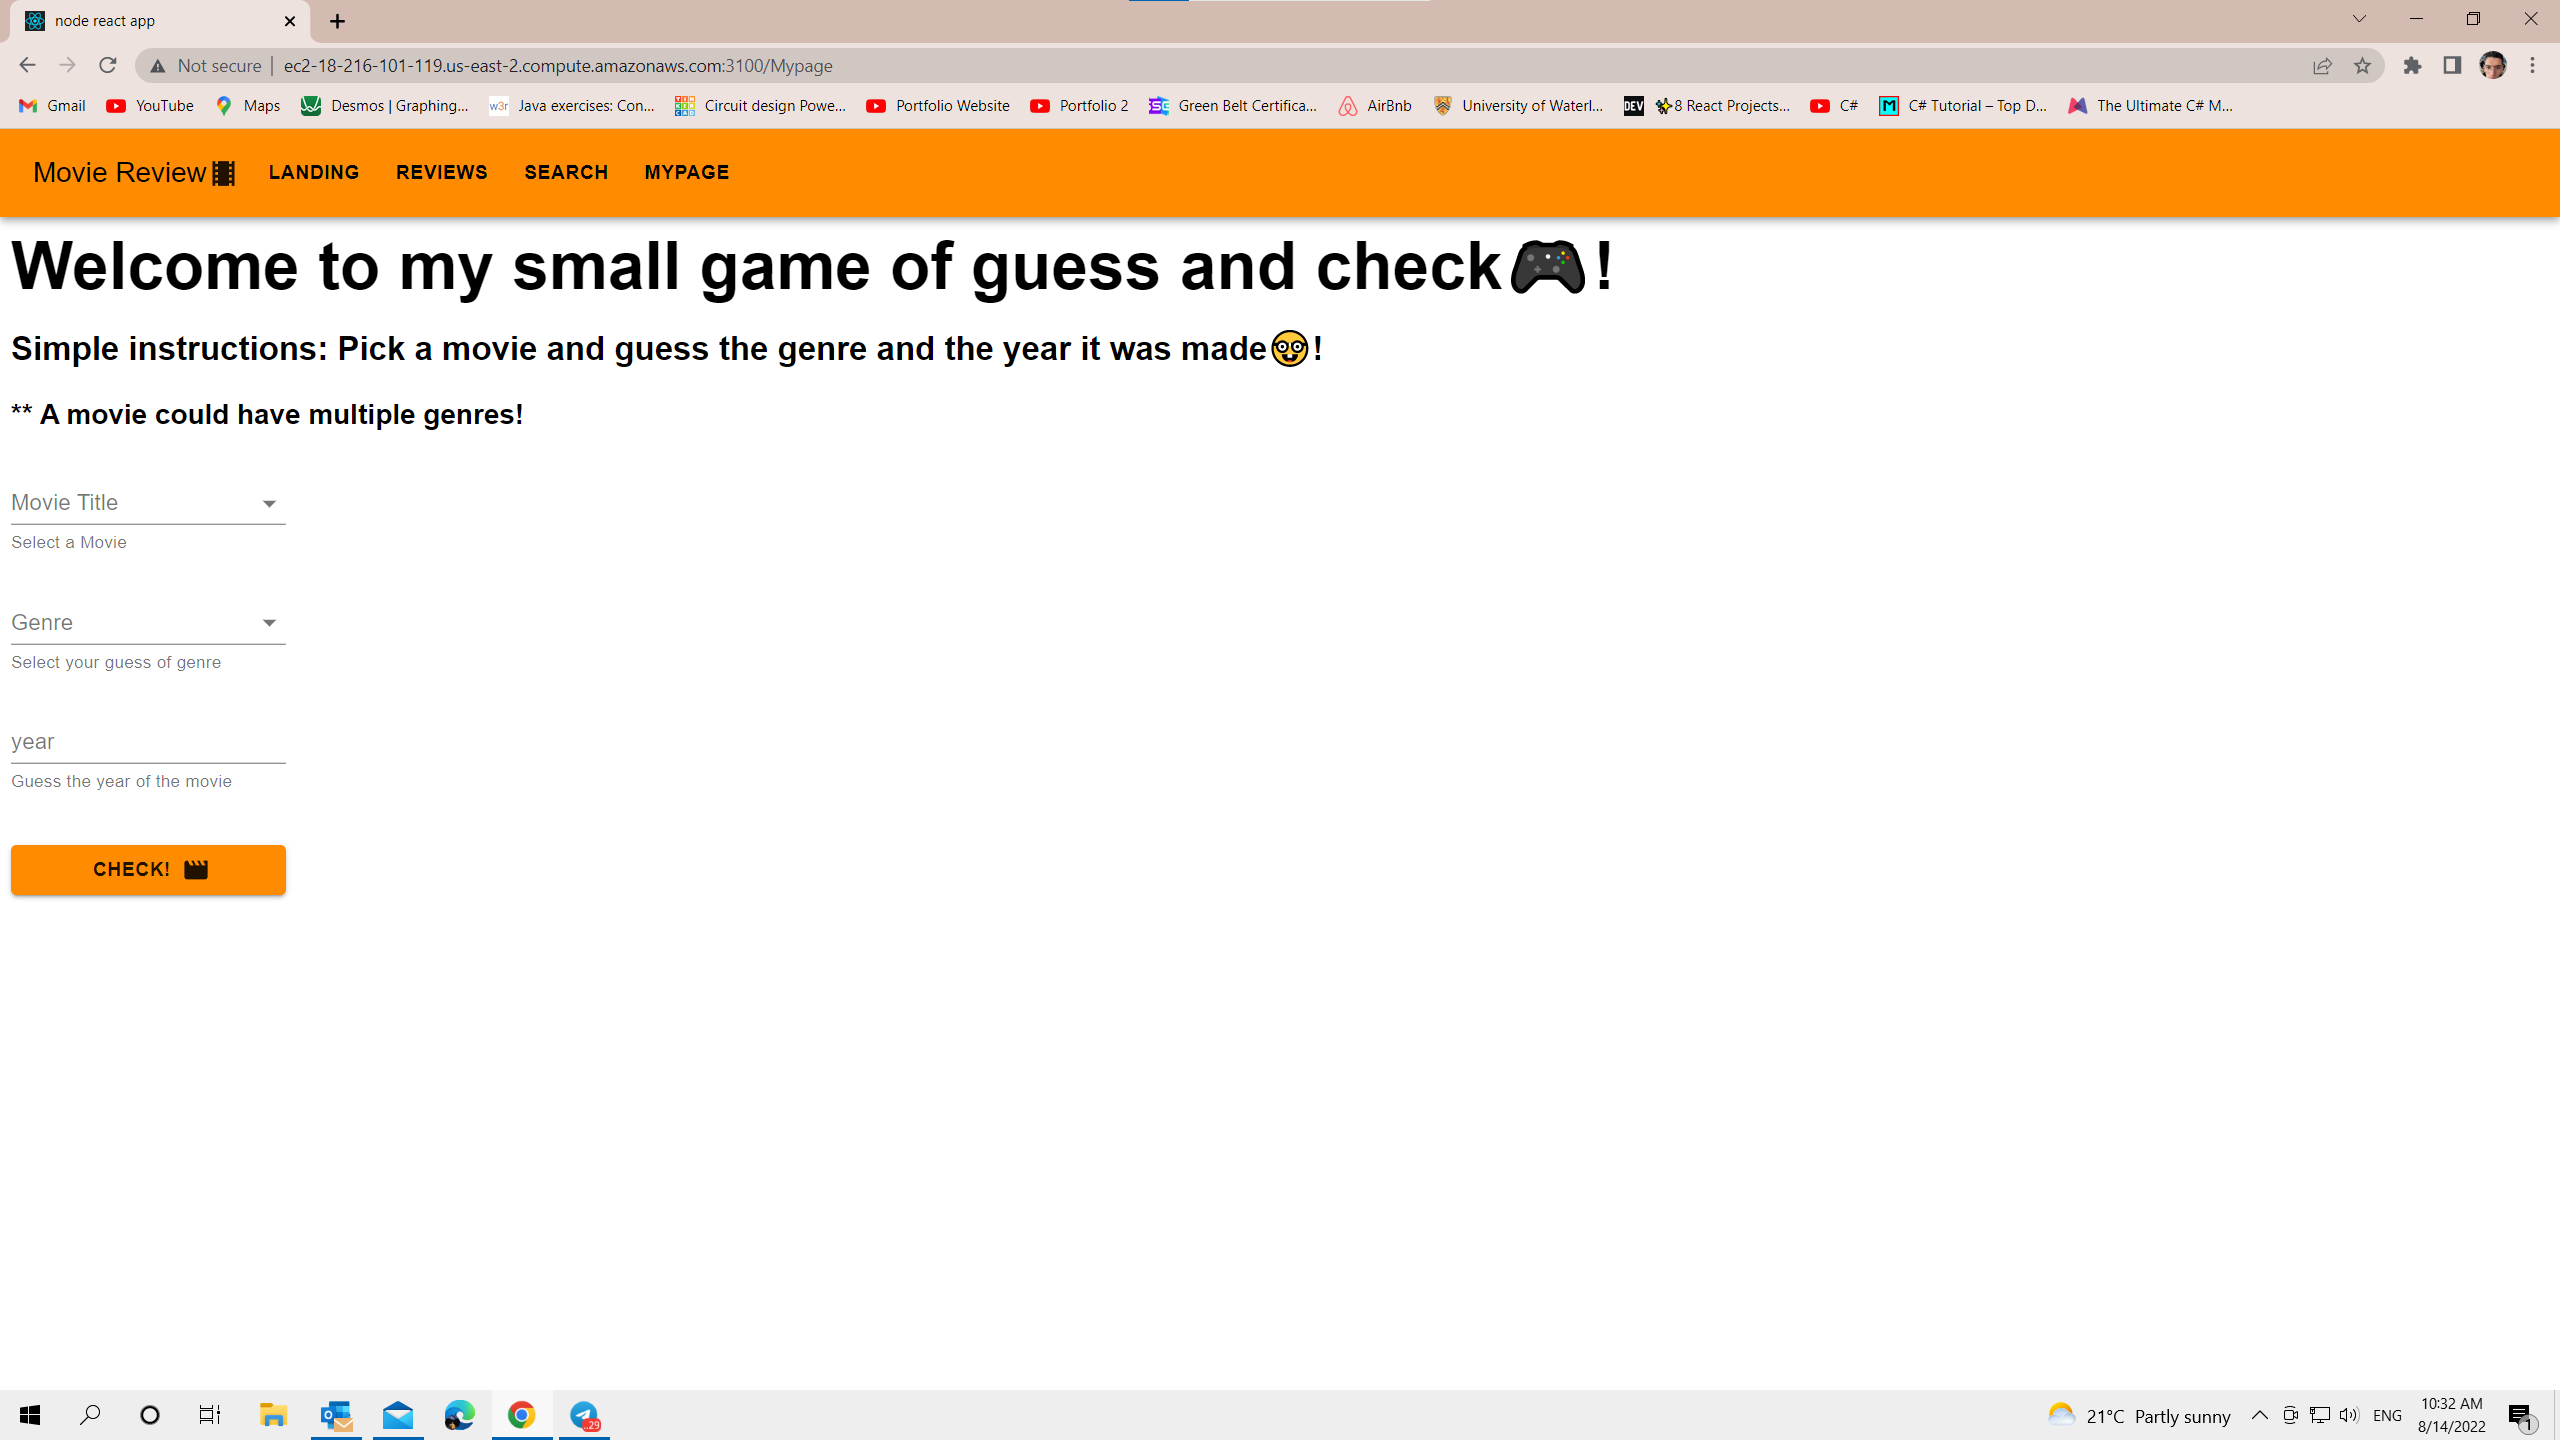 node react app
Not secure | ec2-18-216-101-119.us-east-2.compute.amazonaws.com:3100/Mypage
Gmail YouTube Maps Desmos | Graphing... w3r Java exercises: Con... Circuit design Powe... Portfolio Website Portfolio 2 Green Belt Certifica... AirBnb University of Waterl... DEV 8 React Projects... C# M C# Tutorial – Top D... The Ultimate C# M...
Movie Review LANDING REVIEWS SEARCH MYPAGE
Welcome to my small game of guess and check🎮!
Simple instructions: Pick a movie and guess the genre and the year it was made🤓!
** A movie could have multiple genres!
Movie Title
Select a Movie
Genre
Select your guess of genre
year
Guess the year of the movie
CHECK!
21°C Partly sunny ENG 10:32 AM
8/14/2022 1